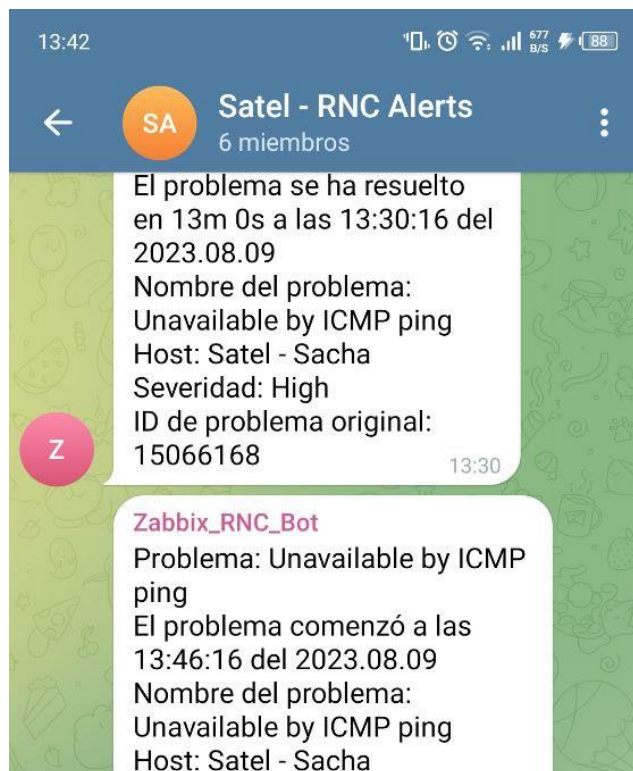 13:42
677
B/S
88
SA
Satel - RNC Alerts
6 miembros
El problema se ha resuelto
en 13m 0s a las 13:30:16 del
2023.08.09
Nombre del problema:
Unavailable by ICMP ping
Host: Satel - Sacha
Severidad: High
ID de problema original:
15066168
13:30
Z
Zabbix_RNC_Bot
Problema: Unavailable by ICMP
ping
El problema comenzó a las
13:46:16 del 2023.08.09
Nombre del problema:
Unavailable by ICMP ping
Host: Satel - Sacha